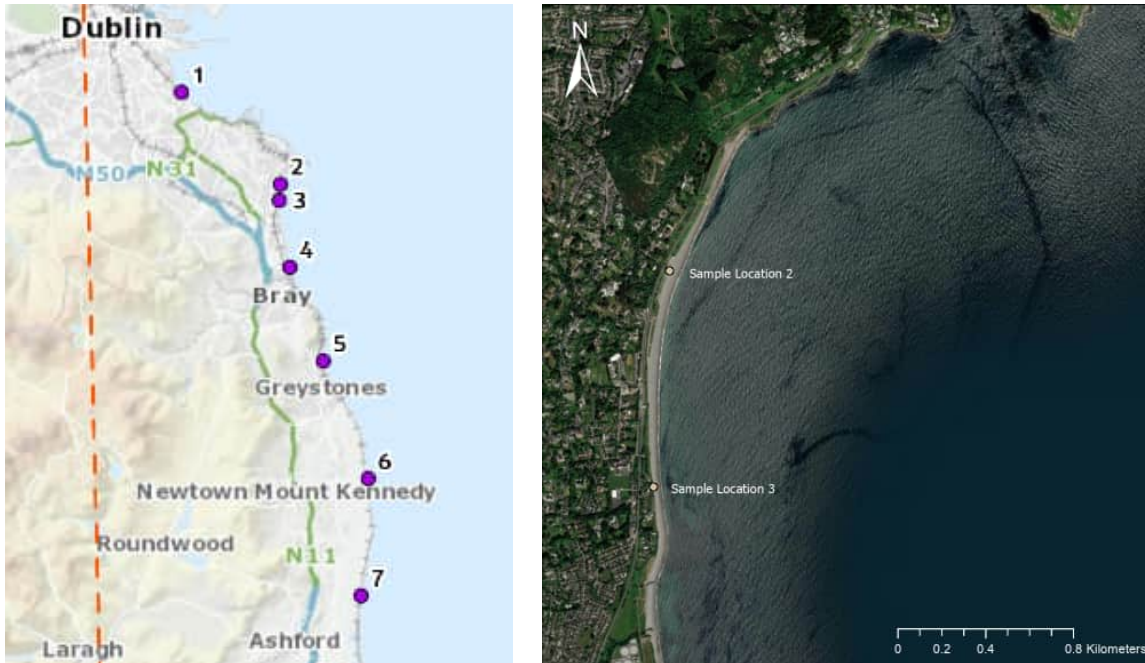 Dublin
1
M50
N31
2
3
4
Bray
5
Greystones
6
Newtown Mount Kennedy
Roundwood
N11
7
Laragh
Ashford
N
Sample Location 2
Sample Location 3
0 0.2 0.4 0.8 Kilometers